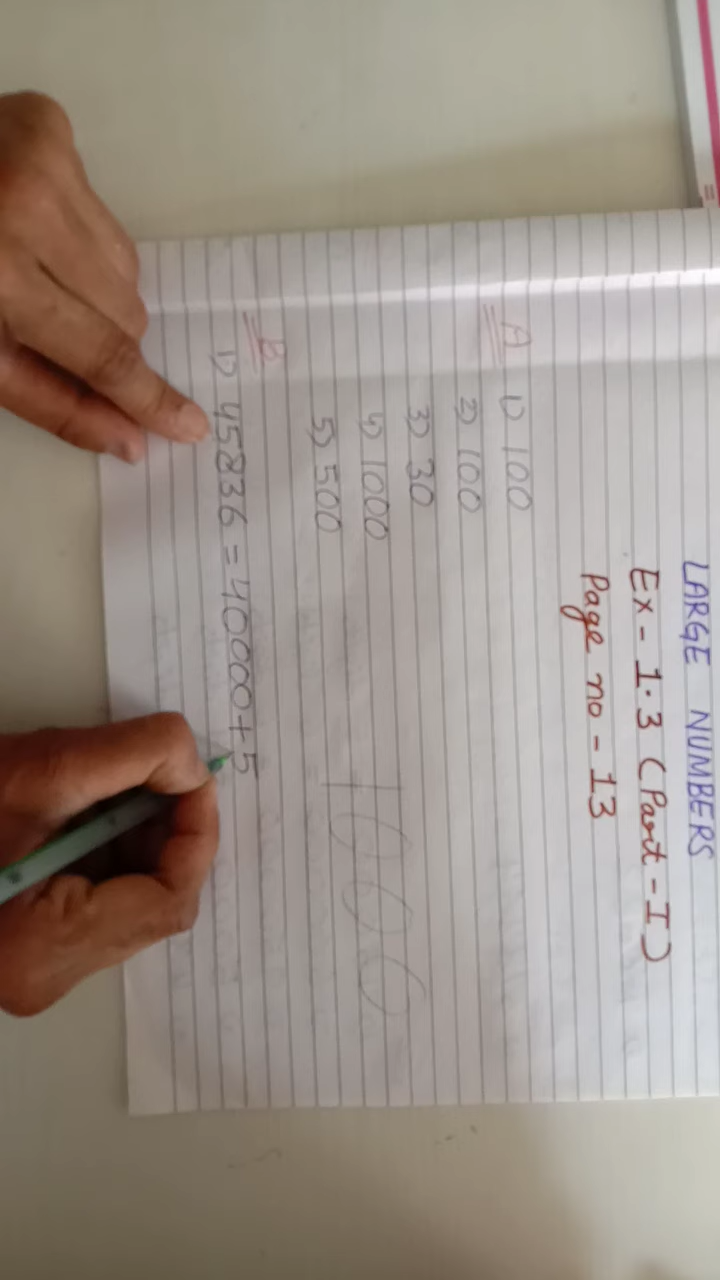 LARGE NUMBERS
Ex - 1.3 (Part - I)
Page no - 13
A 1) 100
2) 100
3) 30
4) 1000
5) 500
1000
B
1) 45836 = 40000+5